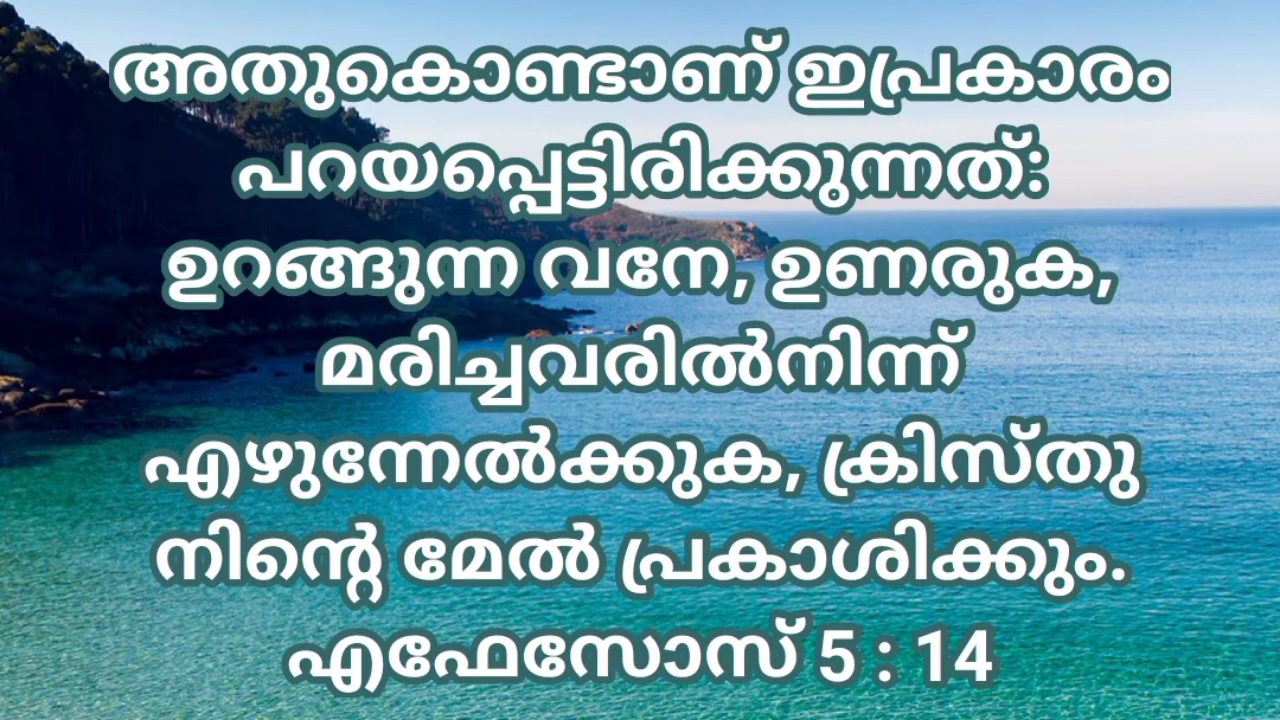 അതുകൊണ്ടാണ് ഇപ്രകാരം
പറയപ്പെട്ടിരിക്കുന്നത്:
ഉറങ്ങുന്ന വനേ, ഉണരുക,
മരിച്ചവരിൽനിന്ന്
എഴുന്നേൽക്കുക, ക്രിസ്തു
നിന്റെ മേൽ പ്രകാശിക്കും.
എഫേസോസ് 5 : 14